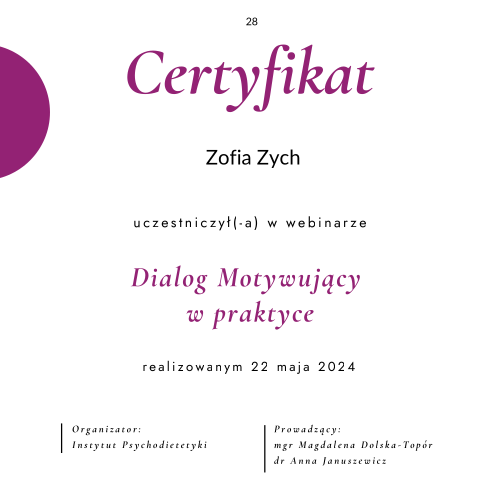 28
Certyfikat
Zofia Zych
uczestniczył(-a) w webinarze
Dialog Motywujący
w praktyce
realizowanym 22 maja 2024
Organizator:
Instytut Psychodietetyki
Prowadzący:
mgr Magdalena Dolska-Topór
dr Anna Januszewicz